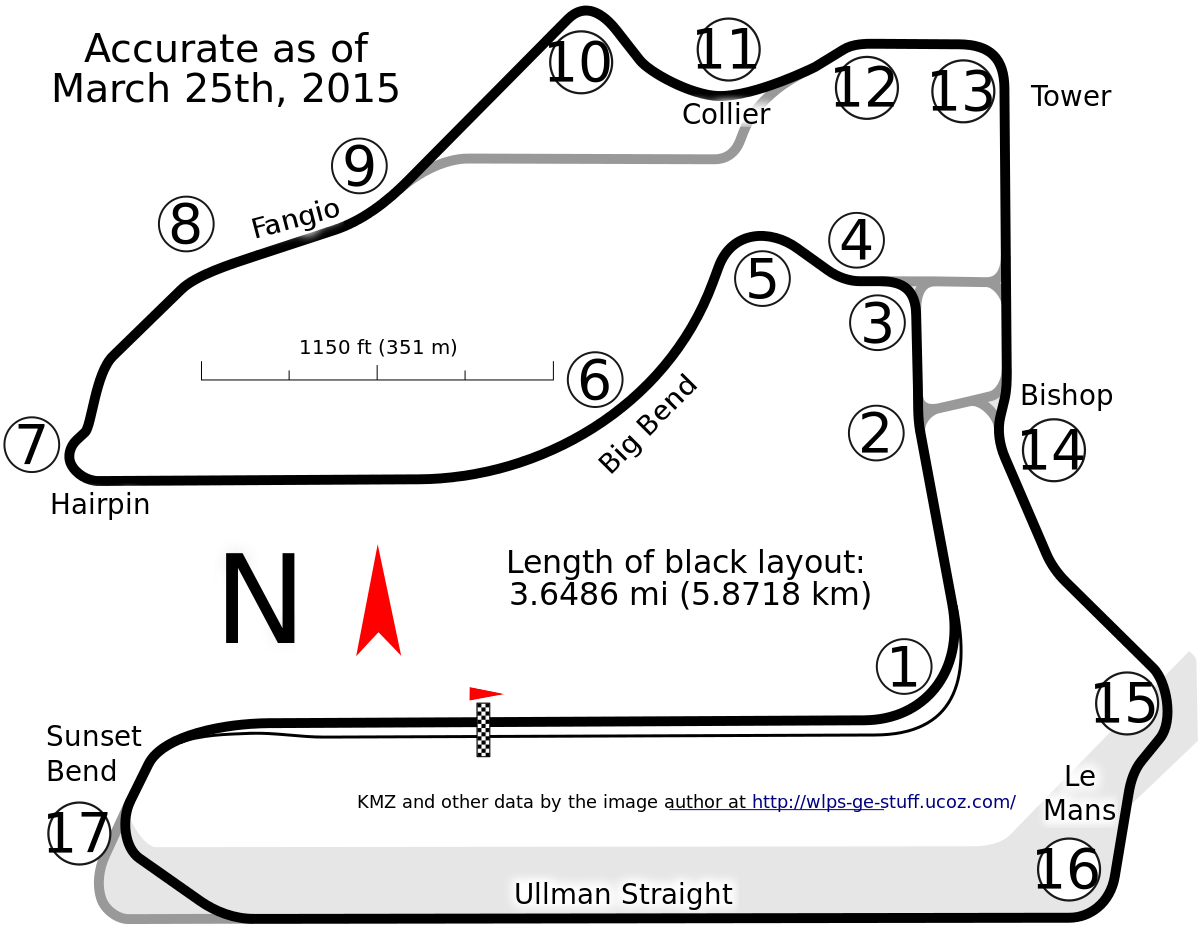 Accurate as of
March 25th, 2015
10
11
12
13
Collier
Tower
9
8
Fangio
4
5
3
1150 ft (351 m)
6
Big Bend
2
Bishop
14
7
Hairpin
N
Length of black layout:
3.6486 mi (5.8718 km)
1
15
Sunset
Bend
Le
Mans
KMZ and other data by the image author at http://wlps-ge-stuff.ucoz.com/
17
16
Ullman Straight